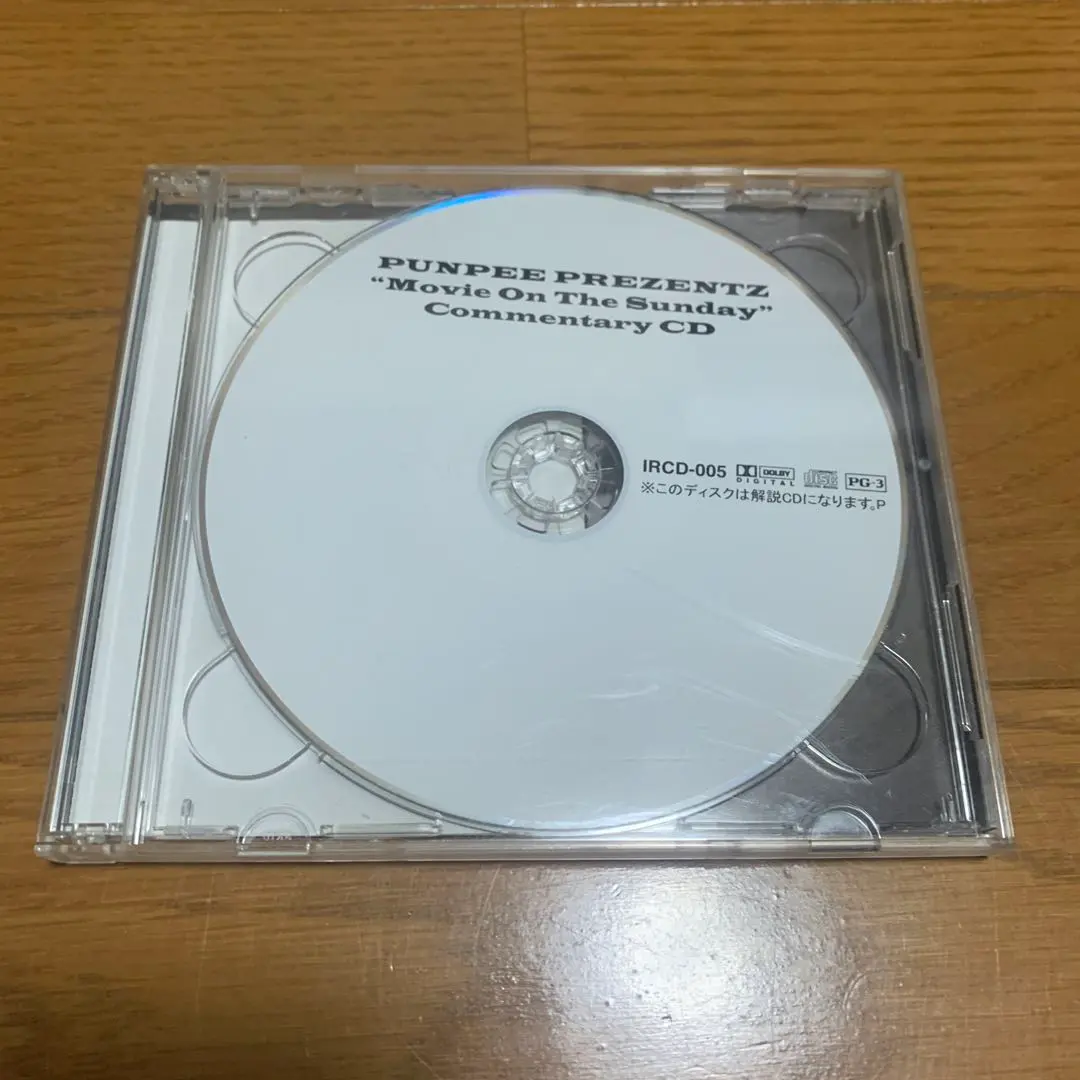 PUNPEE PREZENTZ
“Movie On The Sunday”
Commentary CD
IRCD-005 DOLBY DIGITAL disc PG-3
※このディスクは解説CDになります。P